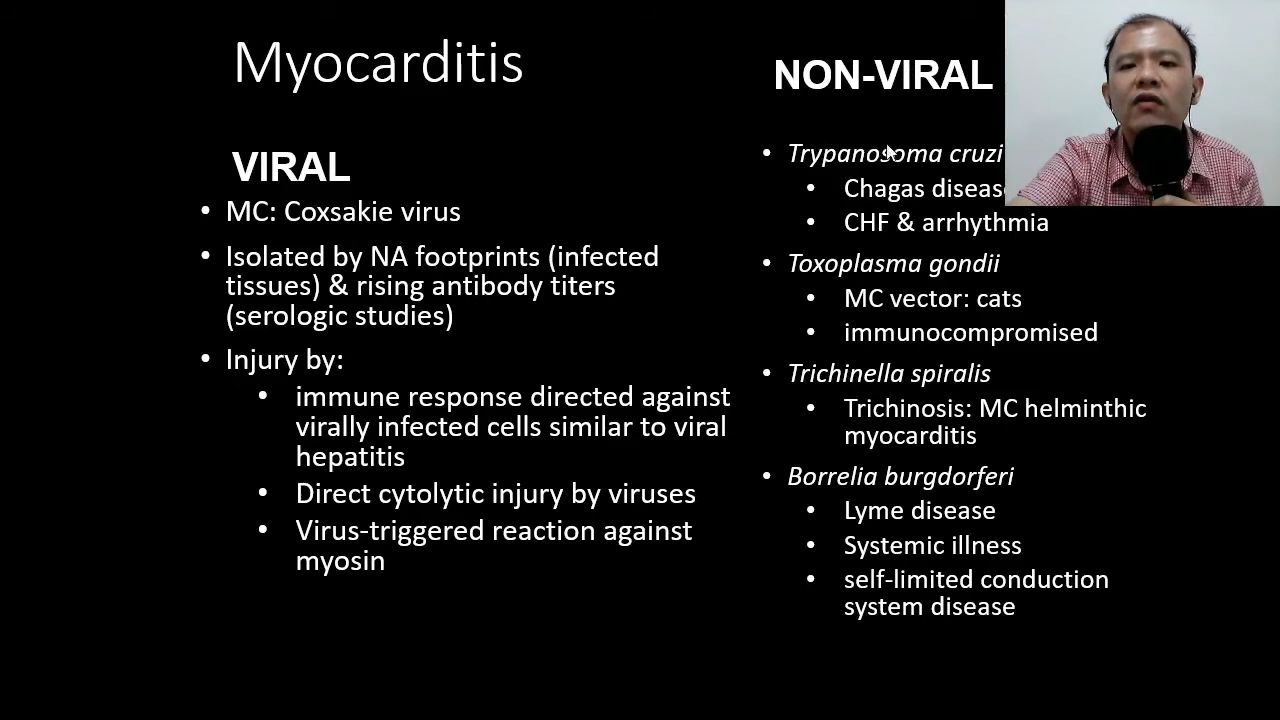 Myocarditis
VIRAL
• MC: Coxsakie virus
• Isolated by NA footprints (infected
tissues) & rising antibody titers
(serologic studies)
• Injury by:
• immune response directed against
virally infected cells similar to viral
hepatitis
• Direct cytolytic injury by viruses
• Virus-triggered reaction against
myosin
NON-VIRAL
• Trypanosoma cruzi
• Chagas disease
• CHF & arrhythmia
• Toxoplasma gondii
• MC vector: cats
• immunocompromised
• Trichinella spiralis
• Trichinosis: MC helminthic
myocarditis
• Borrelia burgdorferi
• Lyme disease
• Systemic illness
• self-limited conduction
system disease